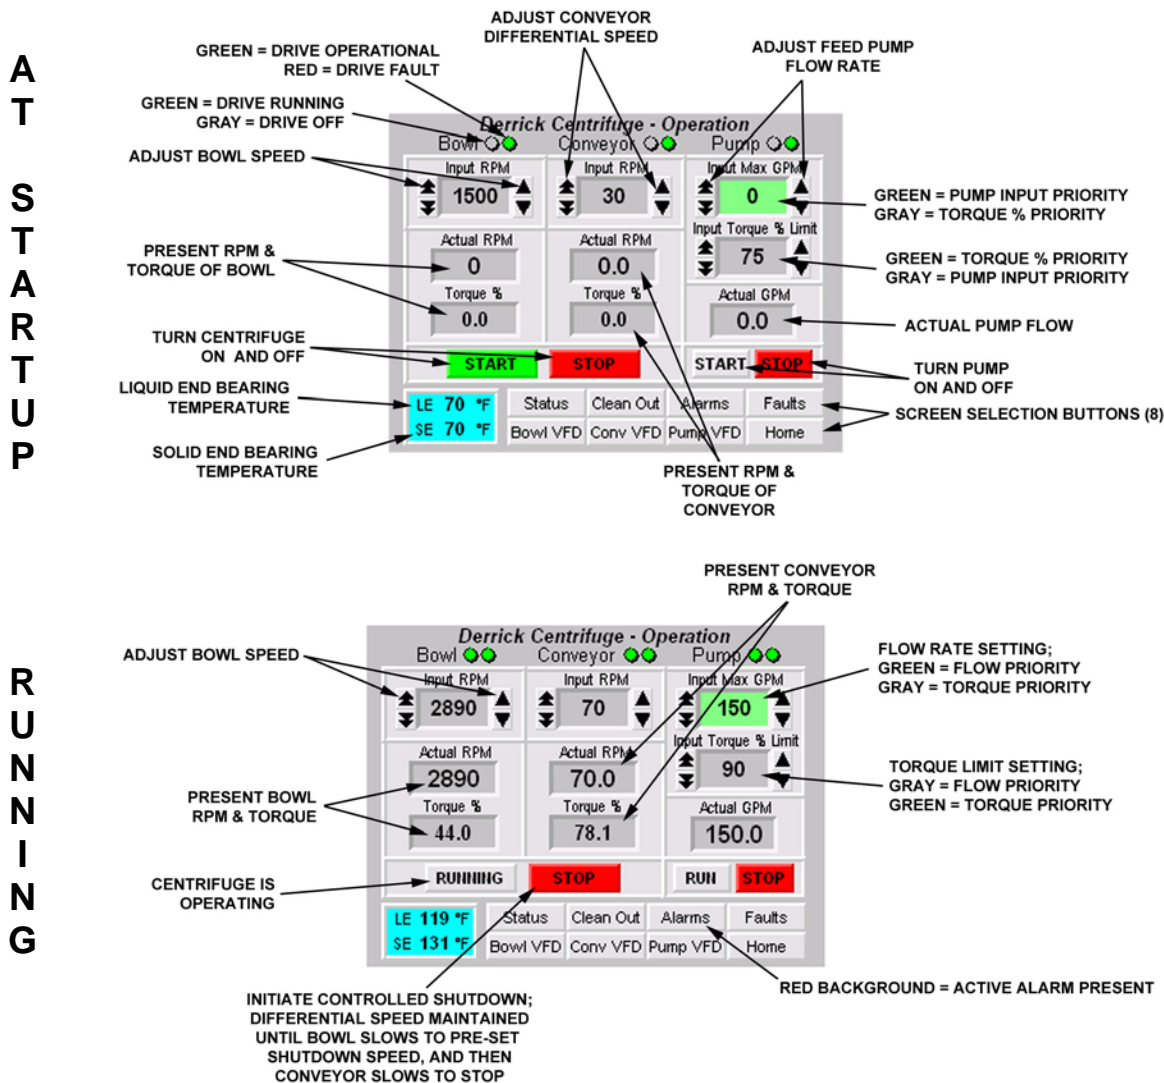 AT STARTUP
ADJUST CONVEYOR
DIFFERENTIAL SPEED
GREEN = DRIVE OPERATIONAL
RED = DRIVE FAULT
ADJUST FEED PUMP
FLOW RATE
GREEN = DRIVE RUNNING
GRAY = DRIVE OFF
ADJUST BOWL SPEED
Derrick Centrifuge - Operation
Bowl Conveyor Pump
Input RPM Input RPM Input Max GPM
1500 30 0
GREEN = PUMP INPUT PRIORITY
GRAY = TORQUE % PRIORITY
Input Torque % Limit
75
GREEN = TORQUE % PRIORITY
GRAY = PUMP INPUT PRIORITY
PRESENT RPM &
TORQUE OF BOWL
Actual RPM Actual RPM
0 0.0
Torque % Torque % Actual GPM
0.0 0.0 0.0
ACTUAL PUMP FLOW
TURN CENTRIFUGE
ON AND OFF
START STOP START STOP
TURN PUMP
ON AND OFF
LIQUID END BEARING
TEMPERATURE
LE 70 °F Status Clean Out Alarms Faults
SE 70 °F Bowl VFD Conv VFD Pump VFD Home
SCREEN SELECTION BUTTONS (8)
SOLID END BEARING
TEMPERATURE
PRESENT RPM &
TORQUE OF
CONVEYOR
RUNNING
PRESENT CONVEYOR
RPM & TORQUE
Derrick Centrifuge - Operation
Bowl Conveyor Pump
ADJUST BOWL SPEED
Input RPM Input RPM Input Max GPM
2890 70 150
FLOW RATE SETTING;
GREEN = FLOW PRIORITY
GRAY = TORQUE PRIORITY
Input Torque % Limit
90
TORQUE LIMIT SETTING;
GRAY = FLOW PRIORITY
GREEN = TORQUE PRIORITY
Actual RPM Actual RPM
2890 70.0
PRESENT BOWL
RPM & TORQUE
Torque % Torque % Actual GPM
44.0 78.1 150.0
CENTRIFUGE IS
OPERATING
RUNNING STOP RUN STOP
LE 119 °F Status Clean Out Alarms Faults
SE 131 °F Bowl VFD Conv VFD Pump VFD Home
RED BACKGROUND = ACTIVE ALARM PRESENT
INITIATE CONTROLLED SHUTDOWN;
DIFFERENTIAL SPEED MAINTAINED
UNTIL BOWL SLOWS TO PRE-SET
SHUTDOWN SPEED, AND THEN
CONVEYOR SLOWS TO STOP